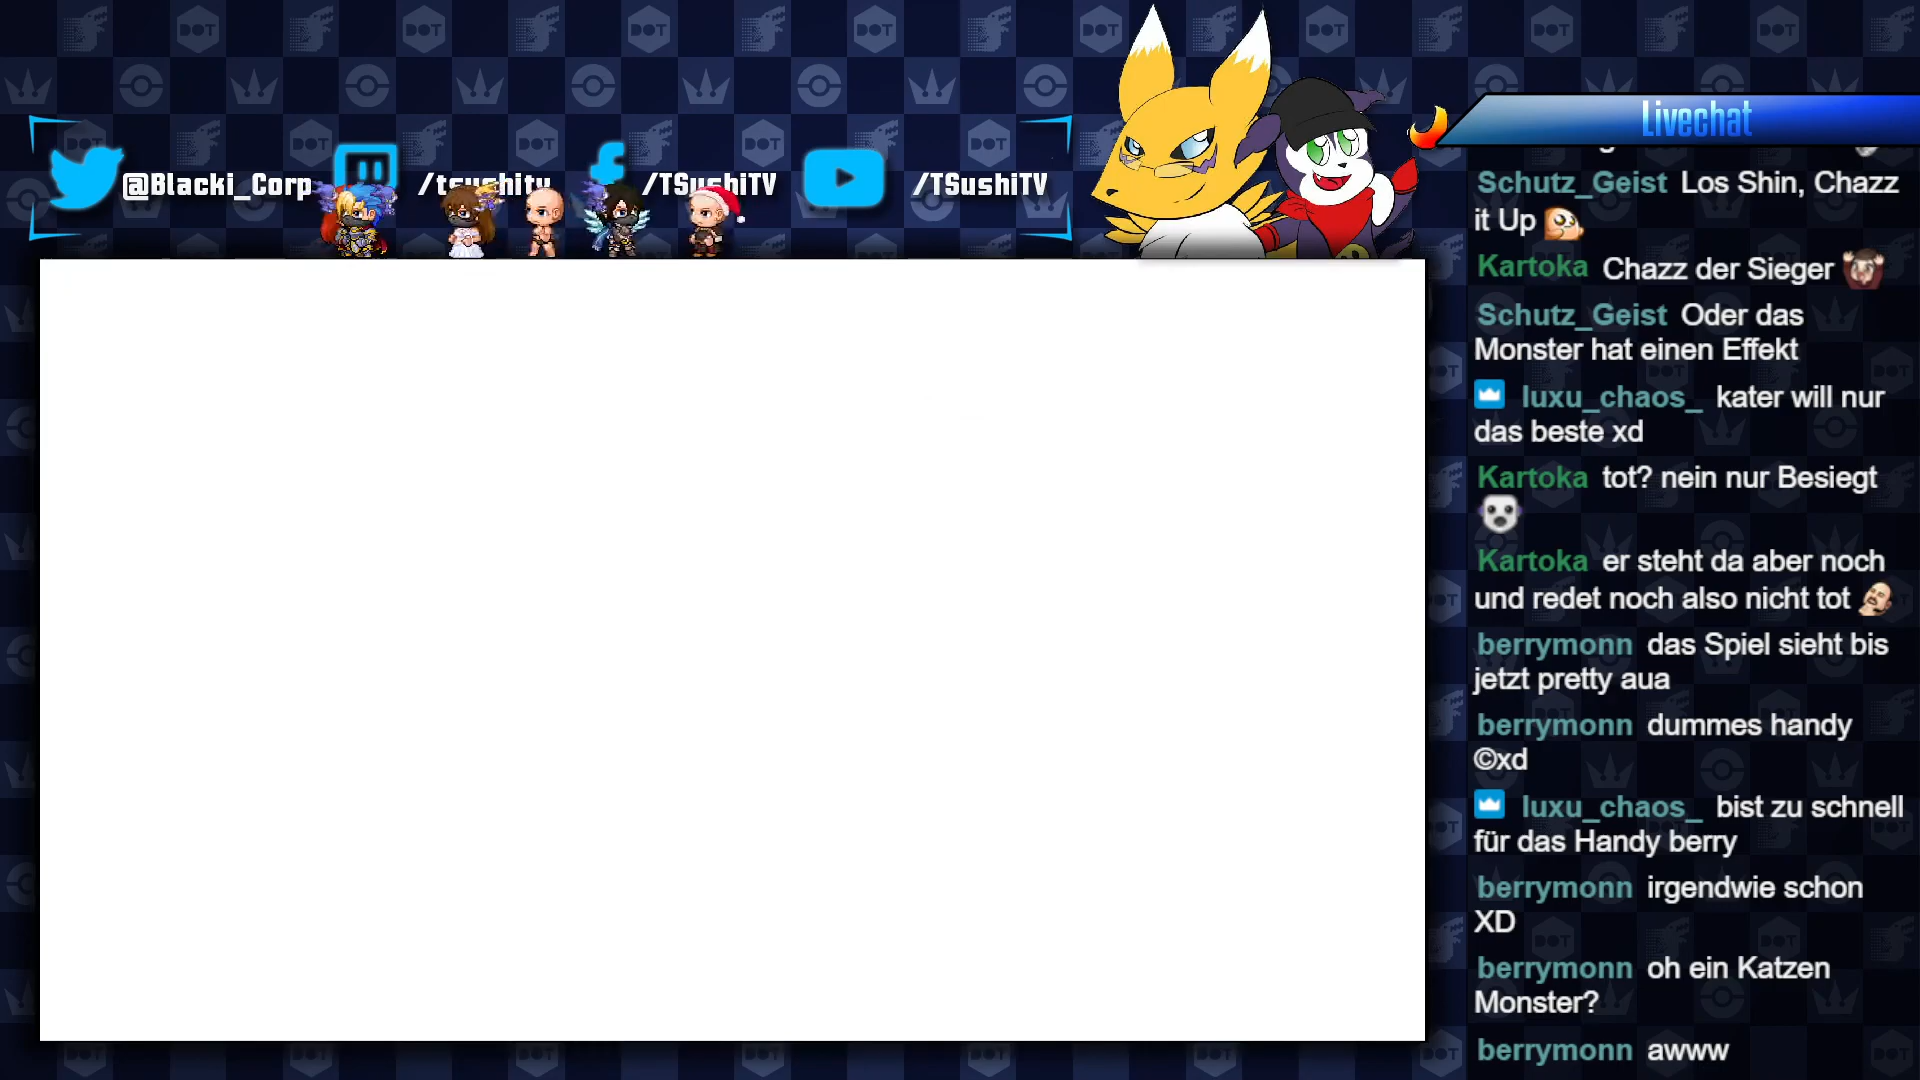 @Blacki_Corp
/tsushitv
/TSushiTV
/TSushiTV
Livechat
Schutz_Geist Los Shin, Chazz
it Up
Kartoka Chazz der Sieger
Schutz_Geist Oder das
Monster hat einen Effekt
luxu_chaos_ kater will nur
das beste xd
Kartoka tot? nein nur Besiegt
Kartoka er steht da aber noch
und redet noch also nicht tot
berrymonn das Spiel sieht bis
jetzt pretty aua
berrymonn dummes handy
©xd
luxu_chaos_ bist zu schnell
für das Handy berry
berrymonn irgendwie schon
XD
berrymonn oh ein Katzen
Monster?
berrymonn awww